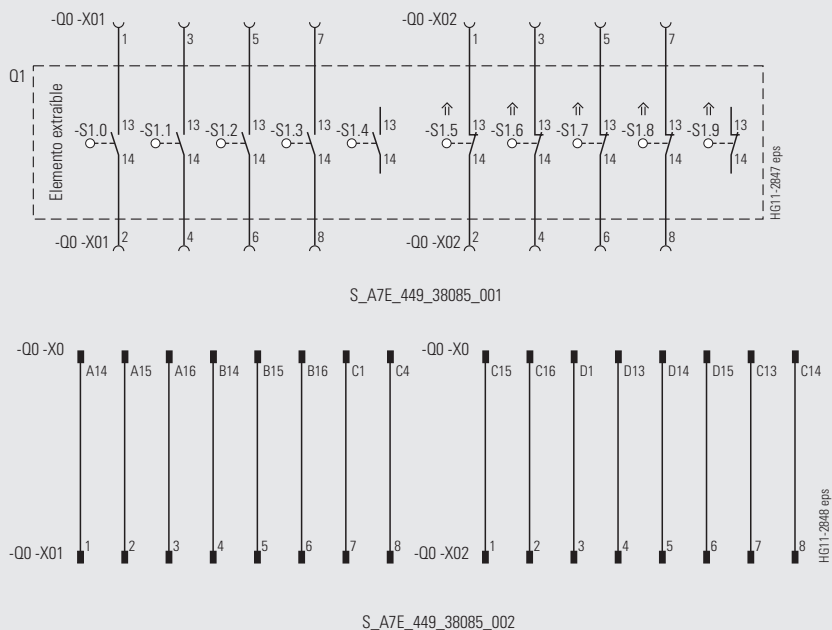 -Q0 -X01
-Q0 -X02
1 3 5 7 1 3 5 7
Q1
Elemento extraíble
-S1.0 13 14
-S1.1 13 14
-S1.2 13 14
-S1.3 13 14
-S1.4 13 14
-S1.5 13 14
-S1.6 13 14
-S1.7 13 14
-S1.8 13 14
-S1.9 13 14
HG11-2847 eps
-Q0 -X01 2 4 6 8
-Q0 -X02 2 4 6 8
S_A7E_449_38085_001
-Q0 -X0
-Q0 -X0
A14 A15 A16 B14 B15 B16 C1 C4
C15 C16 D1 D13 D14 D15 C13 C14
-Q0 -X01 1 2 3 4 5 6 7 8
-Q0 -X02 1 2 3 4 5 6 7 8
HG11-2848 eps
S_A7E_449_38085_002